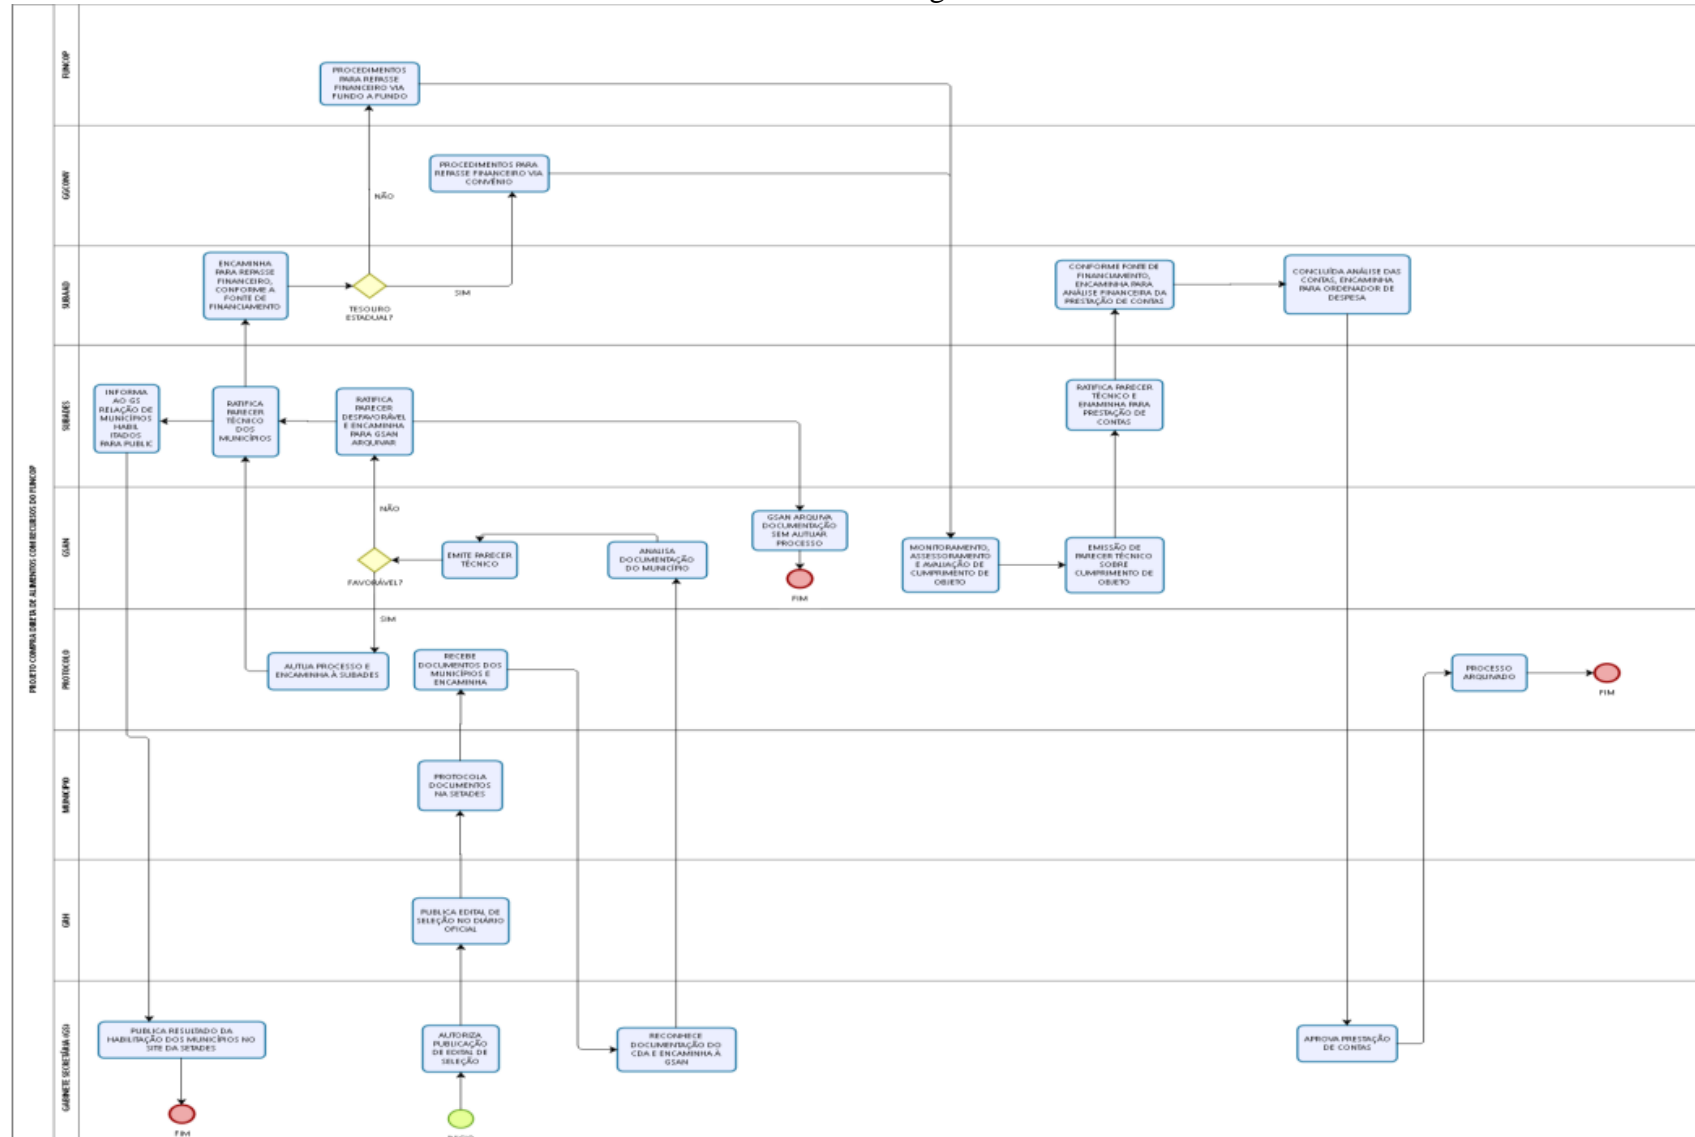 PROJETO COMPRA DIRETA DE ALIMENTOS COM RECURSOS DO FUNCOP
FUNCOP
PROCEDIMENTOS
PARA REPASSE
FINANCEIRO VIA
FUNDO A FUNDO
NÃO
GGCONV
PROCEDIMENTOS PARA
REPASSE FINANCEIRO VIA
CONVÊNIO
SUBAAD
ENCAMINHA
PARA REPASSE
FINANCEIRO,
CONFORME A
FONTE DE
FINANCIAMENTO
TESOURO
ESTADUAL?
SIM
CONFORME FONTE DE
FINANCIAMENTO,
ENCAMINHA PARA
ANÁLISE FINANCEIRA DA
PRESTAÇÃO DE CONTAS
CONCLUÍDA ANÁLISE DAS
CONTAS, ENCAMINHA
PARA ORDENADOR DE
DESPESA
SUBADES
INFORMA
AO GS
RELAÇÃO DE
MUNICÍPIOS
HABIL
ITADOS
PARA PUBLIC
RATIFICA
PARECER
TÉCNICO
DOS
MUNICÍPIOS
RATIFICA
PARECER
DESFAVORÁVEL
E ENCAMINHA
PARA GSAN
ARQUIVAR
RATIFICA PARECER
TÉCNICO E
ENAMINHA PARA
PRESTAÇÃO DE
CONTAS
GSAN
NÃO
FAVORÁVEL?
SIM
EMITE PARECER
TÉCNICO
ANALISA
DOCUMENTAÇÃO
DO MUNICÍPIO
GSAN ARQUIVA
DOCUMENTAÇÃO
SEM AUTUAR
PROCESSO
FIM
MONITORAMENTO,
ASSESSORAMENTO
E AVALIAÇÃO DE
CUMPRIMENTO DE
OBJETO
EMISSÃO DE
PARECER TÉCNICO
SOBRE
CUMPRIMENTO DE
OBJETO
PROTOCOLO
AUTUA PROCESSO E
ENCAMINHA À SUBADES
RECEBE
DOCUMENTOS DOS
MUNICÍPIOS E
ENCAMINHA
PROCESSO
ARQUIVADO
FIM
MUNICÍPIO
PROTOCOLA
DOCUMENTOS
NA SETADES
GRH
PUBLICA EDITAL DE
SELEÇÃO NO DIÁRIO
OFICIAL
GABINETE SECRETÁRIA (GS)
PUBLICA RESULTADO DA
HABILITAÇÃO DOS MUNICÍPIOS NO
SITE DA SETADES
FIM
AUTORIZA
PUBLICAÇÃO
DE EDITAL DE
SELEÇÃO
RECONHECE
DOCUMENTAÇÃO DO
CDA E ENCAMINHA À
GSAN
APROVA PRESTAÇÃO
DE CONTAS